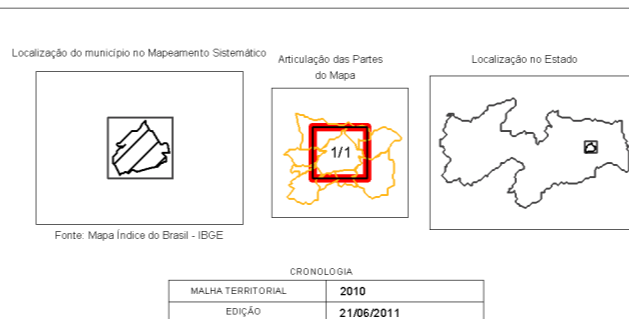 Localização do município no Mapeamento Sistemático
Articulação das Partes
do Mapa
Localização no Estado
1/1
Fonte: Mapa Índice do Brasil - IBGE
CRONOLOGIA
MALHA TERRITORIAL 2010
EDIÇÃO 21/06/2011